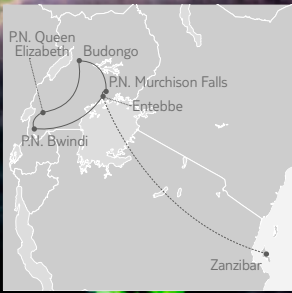 P.N. Queen
Elizabeth
Budongo
P.N. Murchison Falls
Entebbe
P.N. Bwindi
Zanzibar